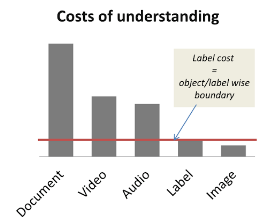 Costs of understanding
Label cost
=
object/label wise
boundary
Document
Video
Audio
Label
Image